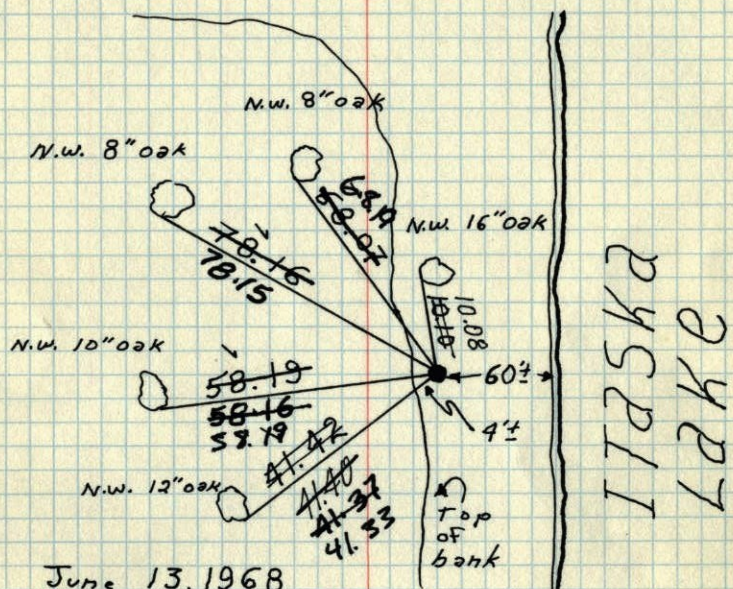 N.W. 8" oak
N.W. 8" oak
68.07
N.W. 16" oak
78.16
78.15
10.10
10.08
N.W. 10" oak
58.19
58.16
58.19
60'±
4'±
41.42
41.40
41.37
41.33
N.W. 12" oak
Top
of
bank
ITaSka
Lake
June 13, 1968